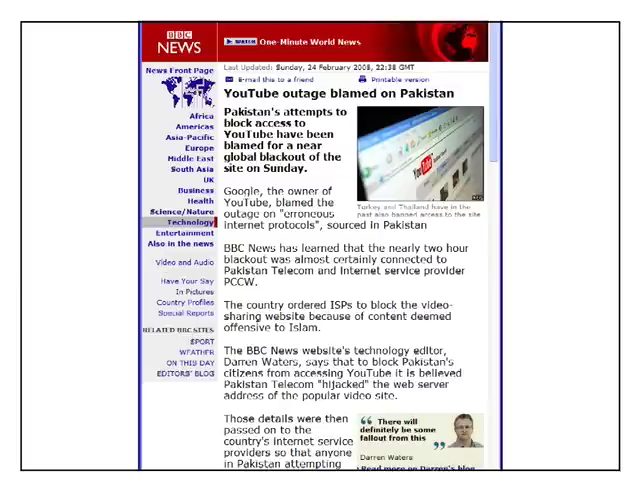 BBC
NEWS
WATCH One-Minute World News
Last Updated: Sunday, 24 February 2008, 22:38 GMT
E-mail this to a friend
Printable version
News Front Page
Africa
Americas
Asia-Pacific
Europe
Middle East
South Asia
UK
Business
Health
Science/Nature
Technology
Entertainment
Also in the news
Video and Audio
Have Your Say
In Pictures
Country Profiles
Special Reports
RELATED BBC SITES
SPORT
WEATHER
ON THIS DAY
EDITORS' BLOG
YouTube outage blamed on Pakistan
Pakistan's attempts to
block access to
YouTube have been
blamed for a near
global blackout of the
site on Sunday.
You Tube
Turkey and Thailand have in the
past also banned access to the site
Google, the owner of
YouTube, blamed the
outage on "erroneous
internet protocols", sourced in Pakistan
BBC News has learned that the nearly two hour
blackout was almost certainly connected to
Pakistan Telecom and Internet service provider
PCCW.
The country ordered ISPs to block the video-
sharing website because of content deemed
offensive to Islam.
The BBC News website's technology editor,
Darren Waters, says that to block Pakistan's
citizens from accessing YouTube it is believed
Pakistan Telecom "hijacked" the web server
address of the popular video site.
Those details were then
passed on to the
country's internet service
providers so that anyone
in Pakistan attempting
There will
definitely be some
fallout from this
Darren Waters
Read more on Darren's blog